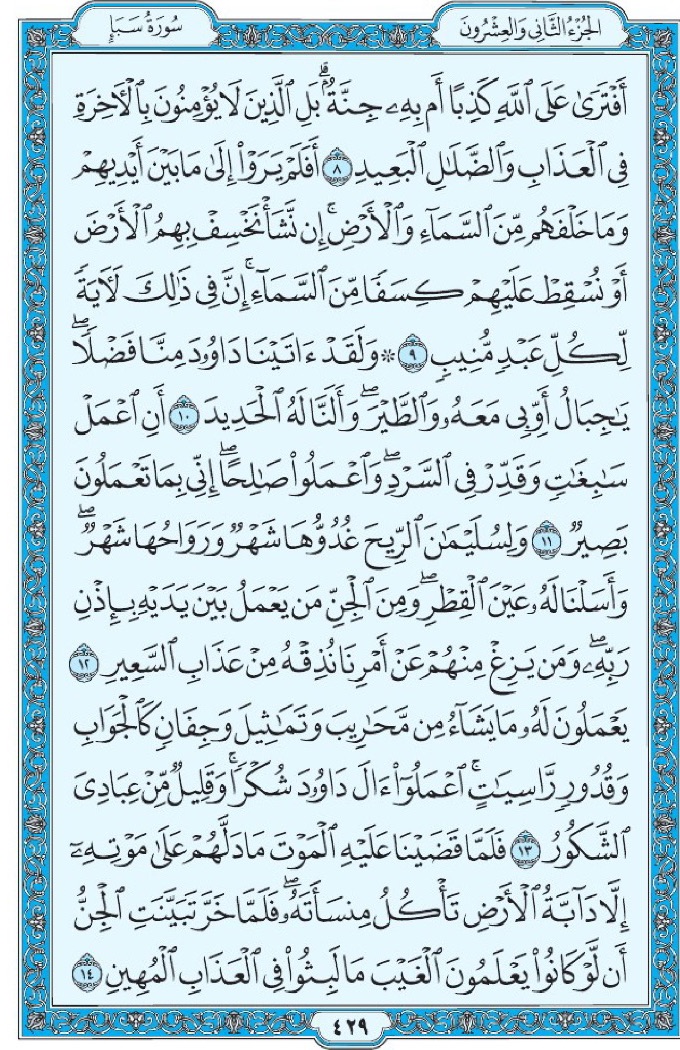 الجُزْءُ الثَّانِي وَالعِشْرُونَ
سُورَةُ سَبَإٍ
أَفْتَرَىٰ عَلَى ٱللَّهِ كَذِبًا أَم بِهِۦ جِنَّةُۢۗ بَلِ ٱلَّذِينَ لَا يُؤْمِنُونَ بِٱلْأٓخِرَةِ
فِى ٱلْعَذَابِ وَٱلضَّلَٰلِ ٱلْبَعِيدِ ٨ أَفَلَمْ يَرَوْا۟ إِلَىٰ مَا بَيْنَ أَيْدِيهِمْ
وَمَا خَلْفَهُم مِّنَ ٱلسَّمَآءِ وَٱلْأَرْضِۚ إِن نَّشَأْ نَخْسِفْ بِهِمُ ٱلْأَرْضَ
أَوْ نُسْقِطْ عَلَيْهِمْ كِسَفًا مِّنَ ٱلسَّمَآءِۚ إِنَّ فِى ذَٰلِكَ لَأٓيَةً
لِّكُلِّ عَبْدٍ مُّنِيبٍ ٩ ۞ وَلَقَدْ ءَاتَيْنَا دَاوُۥدَ مِنَّا فَضْلًاۖ
يَٰجِبَالُ أَوِّبِى مَعَهُۥ وَٱلطَّيْرَۖ وَأَلَنَّا لَهُ ٱلْحَدِيدَ ١٠ أَنِ ٱعْمَلْ
سَٰبِغَٰتٍ وَقَدِّرْ فِى ٱلسَّرْدِۖ وَٱعْمَلُوا۟ صَٰلِحًاۖ إِنِّى بِمَا تَعْمَلُونَ
بَصِيرٌ ١١ وَلِسُلَيْمَٰنَ ٱلرِّيحَ غُدُوُّهَا شَهْرٌ وَرَوَاحُهَا شَهْرٌۖ
وَأَسَلْنَا لَهُۥ عَيْنَ ٱلْقِطْرِۖ وَمِنَ ٱلْجِنِّ مَن يَعْمَلُ بَيْنَ يَدَيْهِ بِإِذْنِ
رَبِّهِۦۖ وَمَن يَزِغْ مِنْهُمْ عَنْ أَمْرِنَا نُذِقْهُ مِنْ عَذَابِ ٱلسَّعِيرِ ١٢
يَعْمَلُونَ لَهُۥ مَا يَشَآءُ مِن مَّحَٰرِيبَ وَتَمَٰثِيلَ وَجِفَانٍ كَٱلْجَوَابِ
وَقُدُورٍ رَّاسِيَٰتٍۚ ٱعْمَلُوٓا۟ ءَالَ دَاوُۥدَ شُكْرًاۚ وَقَلِيلٌ مِّنْ عِبَادِىَ
ٱلشَّكُورُ ١٣ فَلَمَّا قَضَيْنَا عَلَيْهِ ٱلْمَوْتَ مَا دَلَّهُمْ عَلَىٰ مَوْتِهِۦٓ
إِلَّا دَآبَّةُ ٱلْأَرْضِ تَأْكُلُ مِنسَأَتَهُۥۖ فَلَمَّا خَرَّ تَبَيَّنَتِ ٱلْجِنُّ
أَن لَّوْ كَانُوا۟ يَعْلَمُونَ ٱلْغَيْبَ مَا لَبِثُوا۟ فِى ٱلْعَذَابِ ٱلْمُهِينِ ١٤
٤٢٩